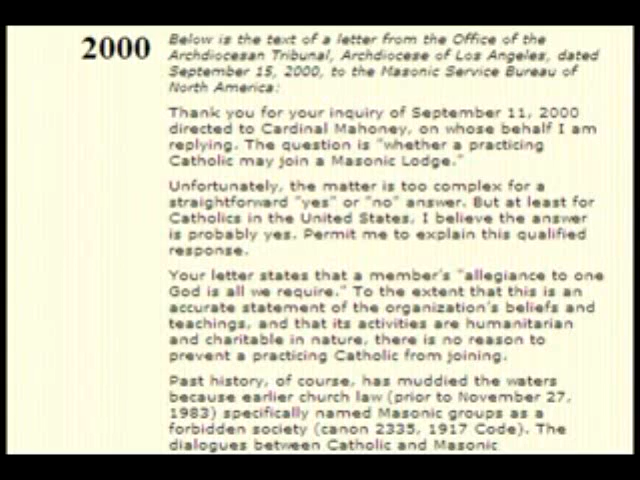 2000
Below is the text of a letter from the Office of the
Archdiocesan Tribunal, Archdiocese of Los Angeles, dated
September 15, 2000, to the Masonic Service Bureau of
North America:
Thank you for your inquiry of September 11, 2000
directed to Cardinal Mahoney, on whose behalf I am
replying. The question is "whether a practicing
Catholic may join a Masonic Lodge."
Unfortunately, the matter is too complex for a
straightforward "yes" or "no" answer. But at least for
Catholics in the United States, I believe the answer
is probably yes. Permit me to explain this qualified
response.
Your letter states that a member's "allegiance to one
God is all we require." To the extent that this is an
accurate statement of the organization's beliefs and
teachings, and that its activities are humanitarian
and charitable in nature, there is no reason to
prevent a practicing Catholic from joining.
Past history, of course, has muddied the waters
because earlier church law (prior to November 27,
1983) specifically named Masonic groups as a
forbidden society (canon 2335, 1917 Code). The
dialogues between Catholic and Masonic